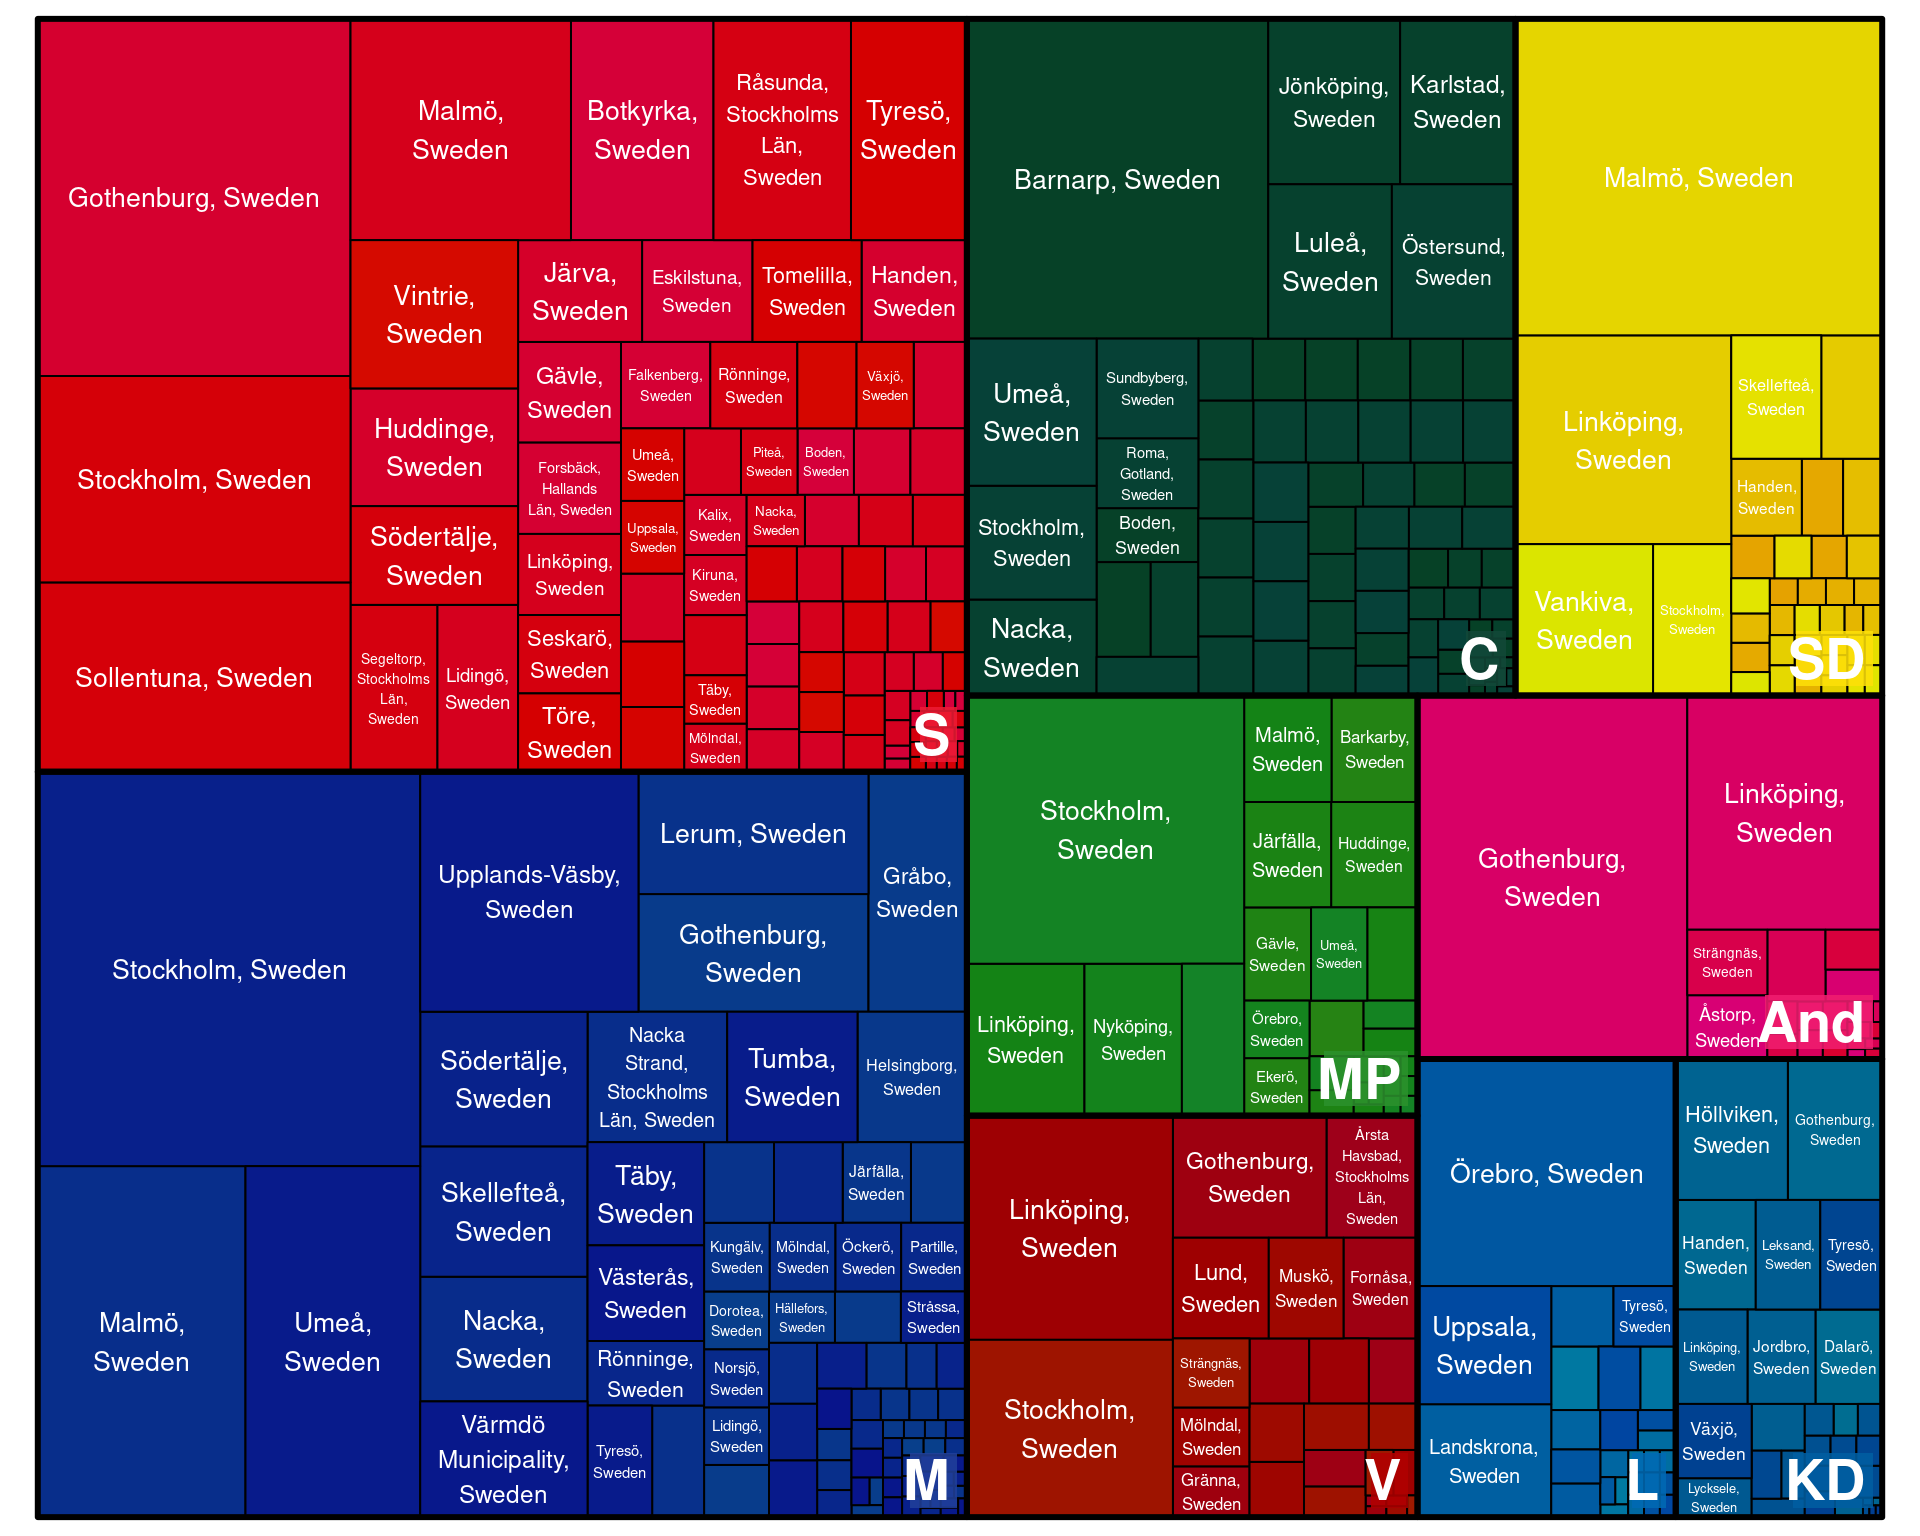 Gothenburg, Sweden
Stockholm, Sweden
Sollentuna, Sweden
Malmö,
Sweden
Botkyrka,
Sweden
Råsunda,
Stockholms
Län,
Sweden
Tyresö,
Sweden
Vintrie,
Sweden
Huddinge,
Sweden
Södertälje,
Sweden
Segeltorp,
Stockholms
Län,
Sweden
Lidingö,
Sweden
Järva,
Sweden
Eskilstuna,
Sweden
Tomelilla,
Sweden
Handen,
Sweden
Gävle,
Sweden
Forsbäck,
Hallands
Län, Sweden
Linköping,
Sweden
Seskarö,
Sweden
Töre,
Sweden
Falkenberg,
Sweden
Rönninge,
Sweden
Växjö,
Sweden
Umeå,
Sweden
Uppsala,
Sweden
Piteå,
Sweden
Boden,
Sweden
Kalix,
Sweden
Nacka,
Sweden
Kiruna,
Sweden
Täby,
Sweden
Mölndal,
Sweden
S
Stockholm, Sweden
Malmö,
Sweden
Umeå,
Sweden
Upplands-Väsby,
Sweden
Lerum, Sweden
Gothenburg,
Sweden
Gråbo,
Sweden
Södertälje,
Sweden
Skellefteå,
Sweden
Nacka,
Sweden
Värmdö
Municipality,
Sweden
Nacka
Strand,
Stockholms
Län, Sweden
Tumba,
Sweden
Helsingborg,
Sweden
Täby,
Sweden
Västerås,
Sweden
Rönninge,
Sweden
Tyresö,
Sweden
Järfälla,
Sweden
Kungälv,
Sweden
Mölndal,
Sweden
Öckerö,
Sweden
Partille,
Sweden
Dorotea,
Sweden
Hällefors,
Sweden
Stråssa,
Sweden
Norsjö,
Sweden
Lidingö,
Sweden
M
Barnarp, Sweden
Jönköping,
Sweden
Karlstad,
Sweden
Luleå,
Sweden
Östersund,
Sweden
Umeå,
Sweden
Stockholm,
Sweden
Nacka,
Sweden
Sundbyberg,
Sweden
Roma,
Gotland,
Sweden
Boden,
Sweden
C
Malmö, Sweden
Linköping,
Sweden
Vankiva,
Sweden
Stockholm,
Sweden
Skellefteå,
Sweden
Handen,
Sweden
SD
Stockholm,
Sweden
Linköping,
Sweden
Nyköping,
Sweden
Malmö,
Sweden
Barkarby,
Sweden
Järfälla,
Sweden
Huddinge,
Sweden
Gävle,
Sweden
Umeå,
Sweden
Örebro,
Sweden
Ekerö,
Sweden
MP
Gothenburg,
Sweden
Linköping,
Sweden
Strängnäs,
Sweden
Åstorp,
Sweden
And
Linköping,
Sweden
Stockholm,
Sweden
Gothenburg,
Sweden
Årsta
Havsbad,
Stockholms
Län,
Sweden
Lund,
Sweden
Muskö,
Sweden
Fornåsa,
Sweden
Strängnäs,
Sweden
Mölndal,
Sweden
Gränna,
Sweden
V
Örebro, Sweden
Uppsala,
Sweden
Landskrona,
Sweden
Tyresö,
Sweden
L
Höllviken,
Sweden
Gothenburg,
Sweden
Handen,
Sweden
Leksand,
Sweden
Tyresö,
Sweden
Linköping,
Sweden
Jordbro,
Sweden
Dalarö,
Sweden
Växjö,
Sweden
Lycksele,
Sweden
KD